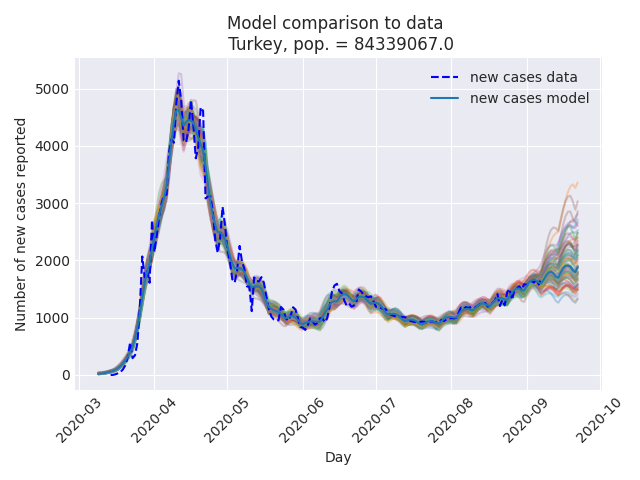 Model comparison to data
Turkey, pop. = 84339067.0
new cases data
new cases model
Number of new cases reported
5000
4000
3000
2000
1000
0
2020-03
2020-04
2020-05
2020-06
2020-07
2020-08
2020-09
2020-10
Day